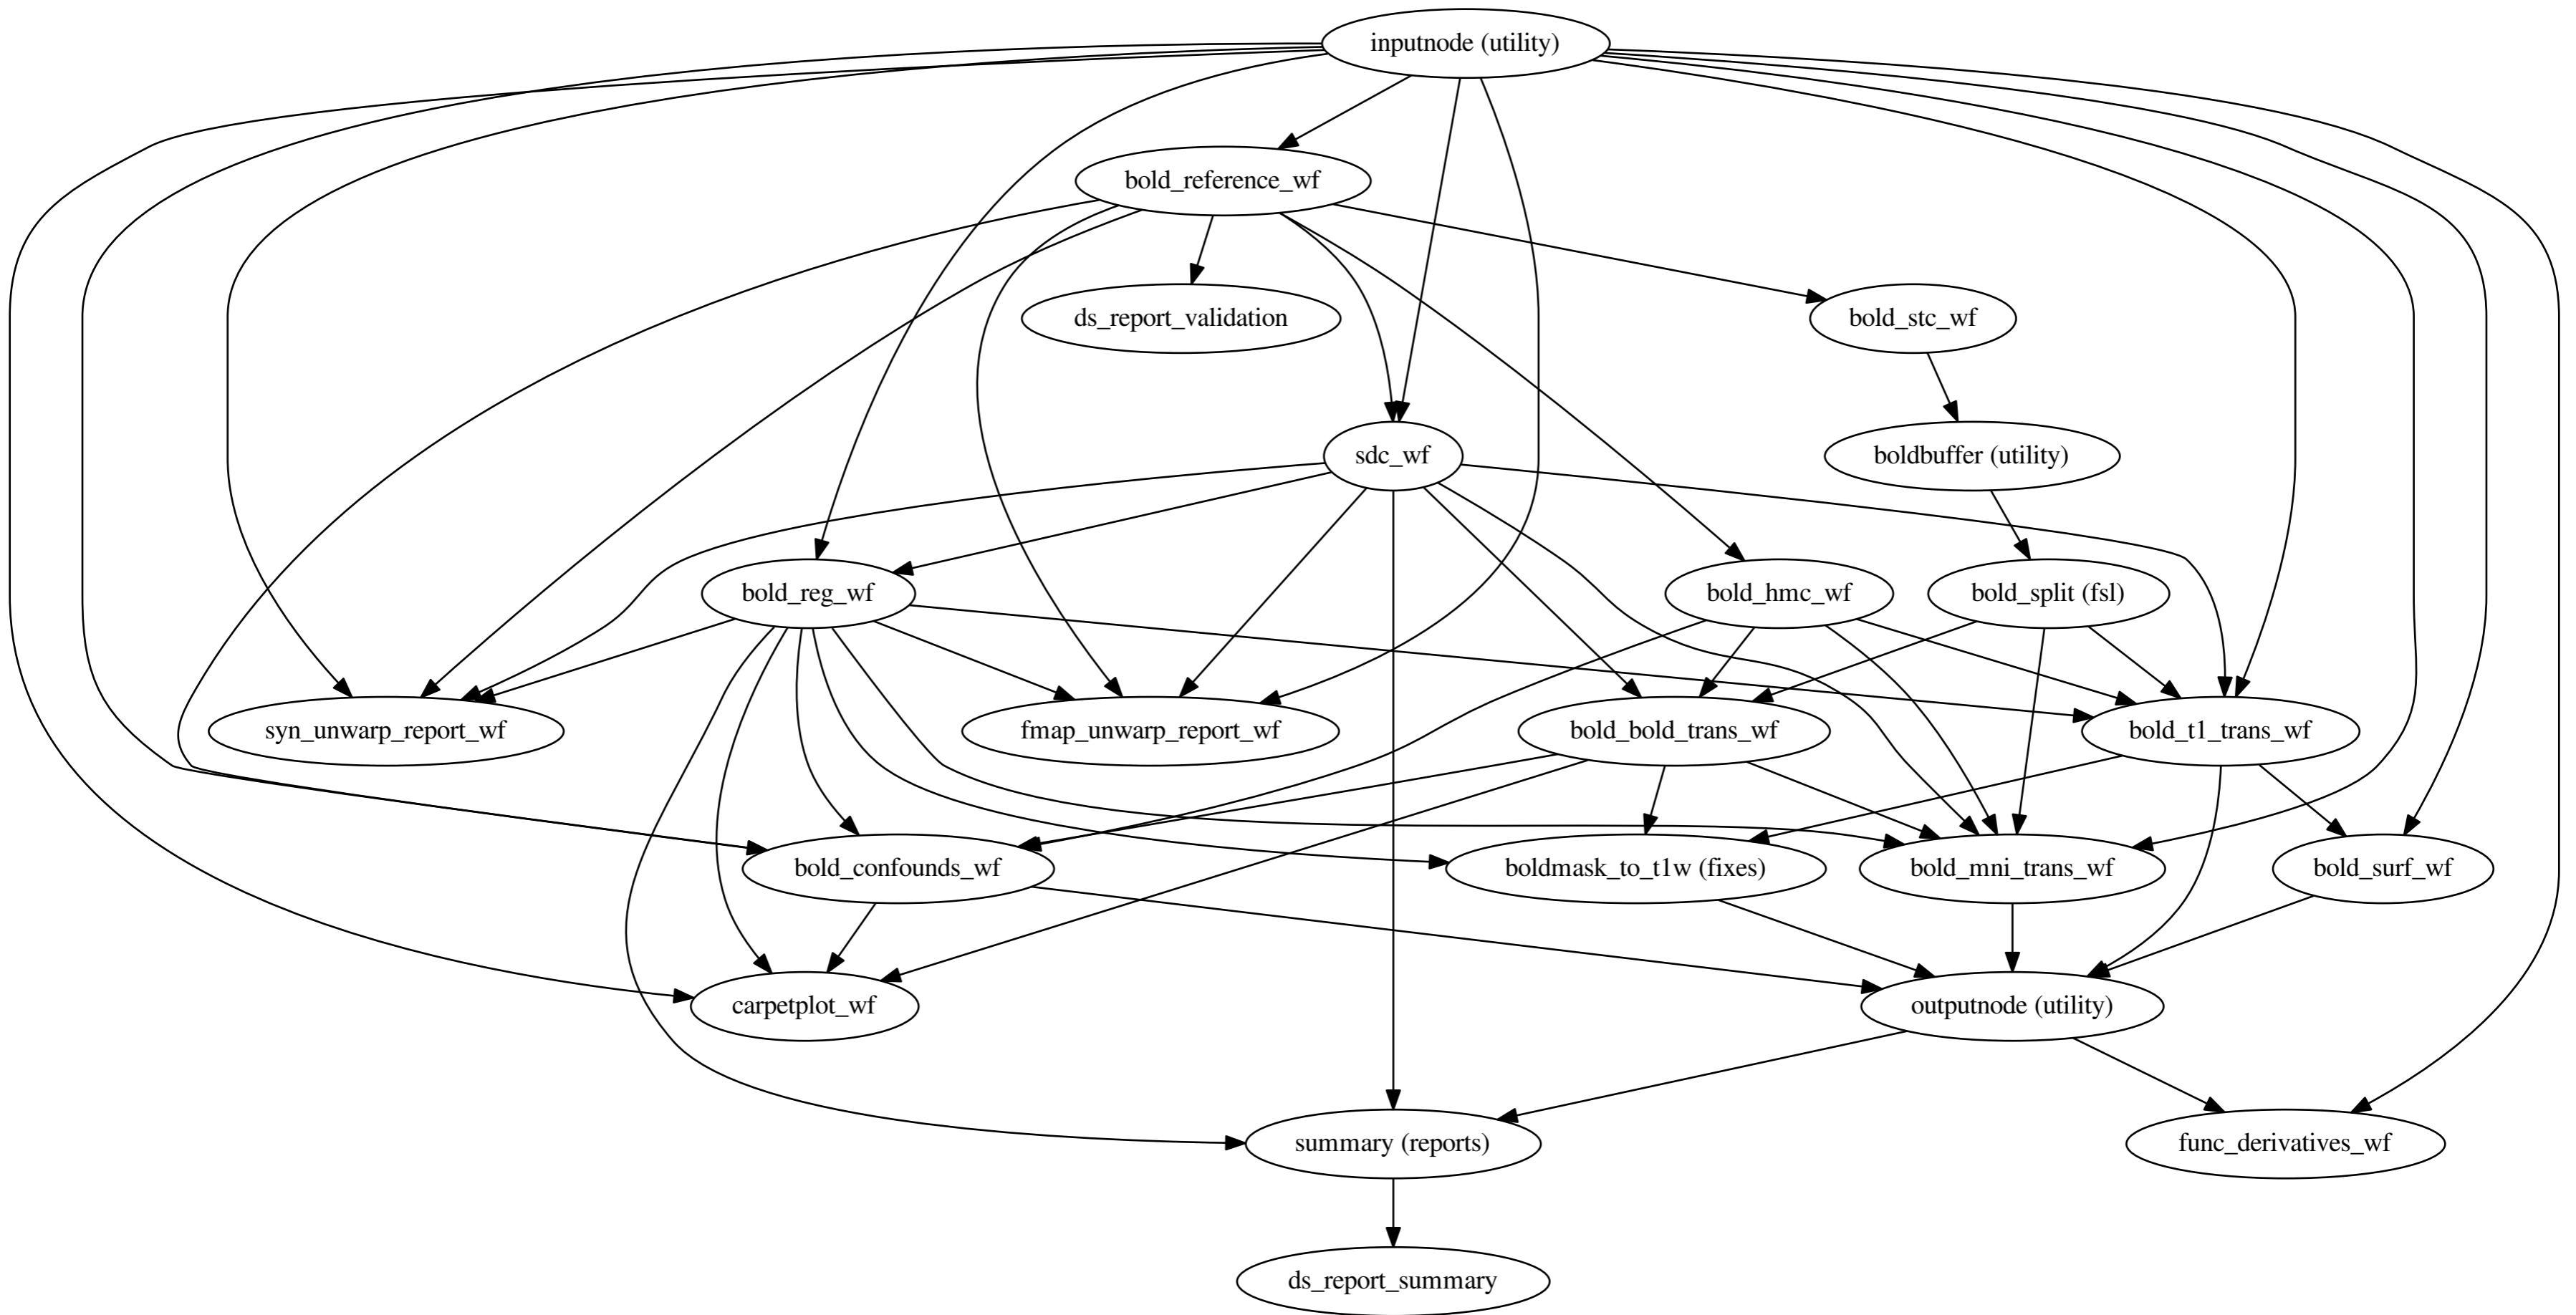 inputnode (utility)
bold_reference_wf
ds_report_validation
bold_stc_wf
sdc_wf
boldbuffer (utility)
bold_reg_wf
bold_hmc_wf
bold_split (fsl)
syn_unwarp_report_wf
fmap_unwarp_report_wf
bold_bold_trans_wf
bold_t1_trans_wf
bold_confounds_wf
boldmask_to_t1w (fixes)
bold_mni_trans_wf
bold_surf_wf
carpetplot_wf
outputnode (utility)
summary (reports)
func_derivatives_wf
ds_report_summary